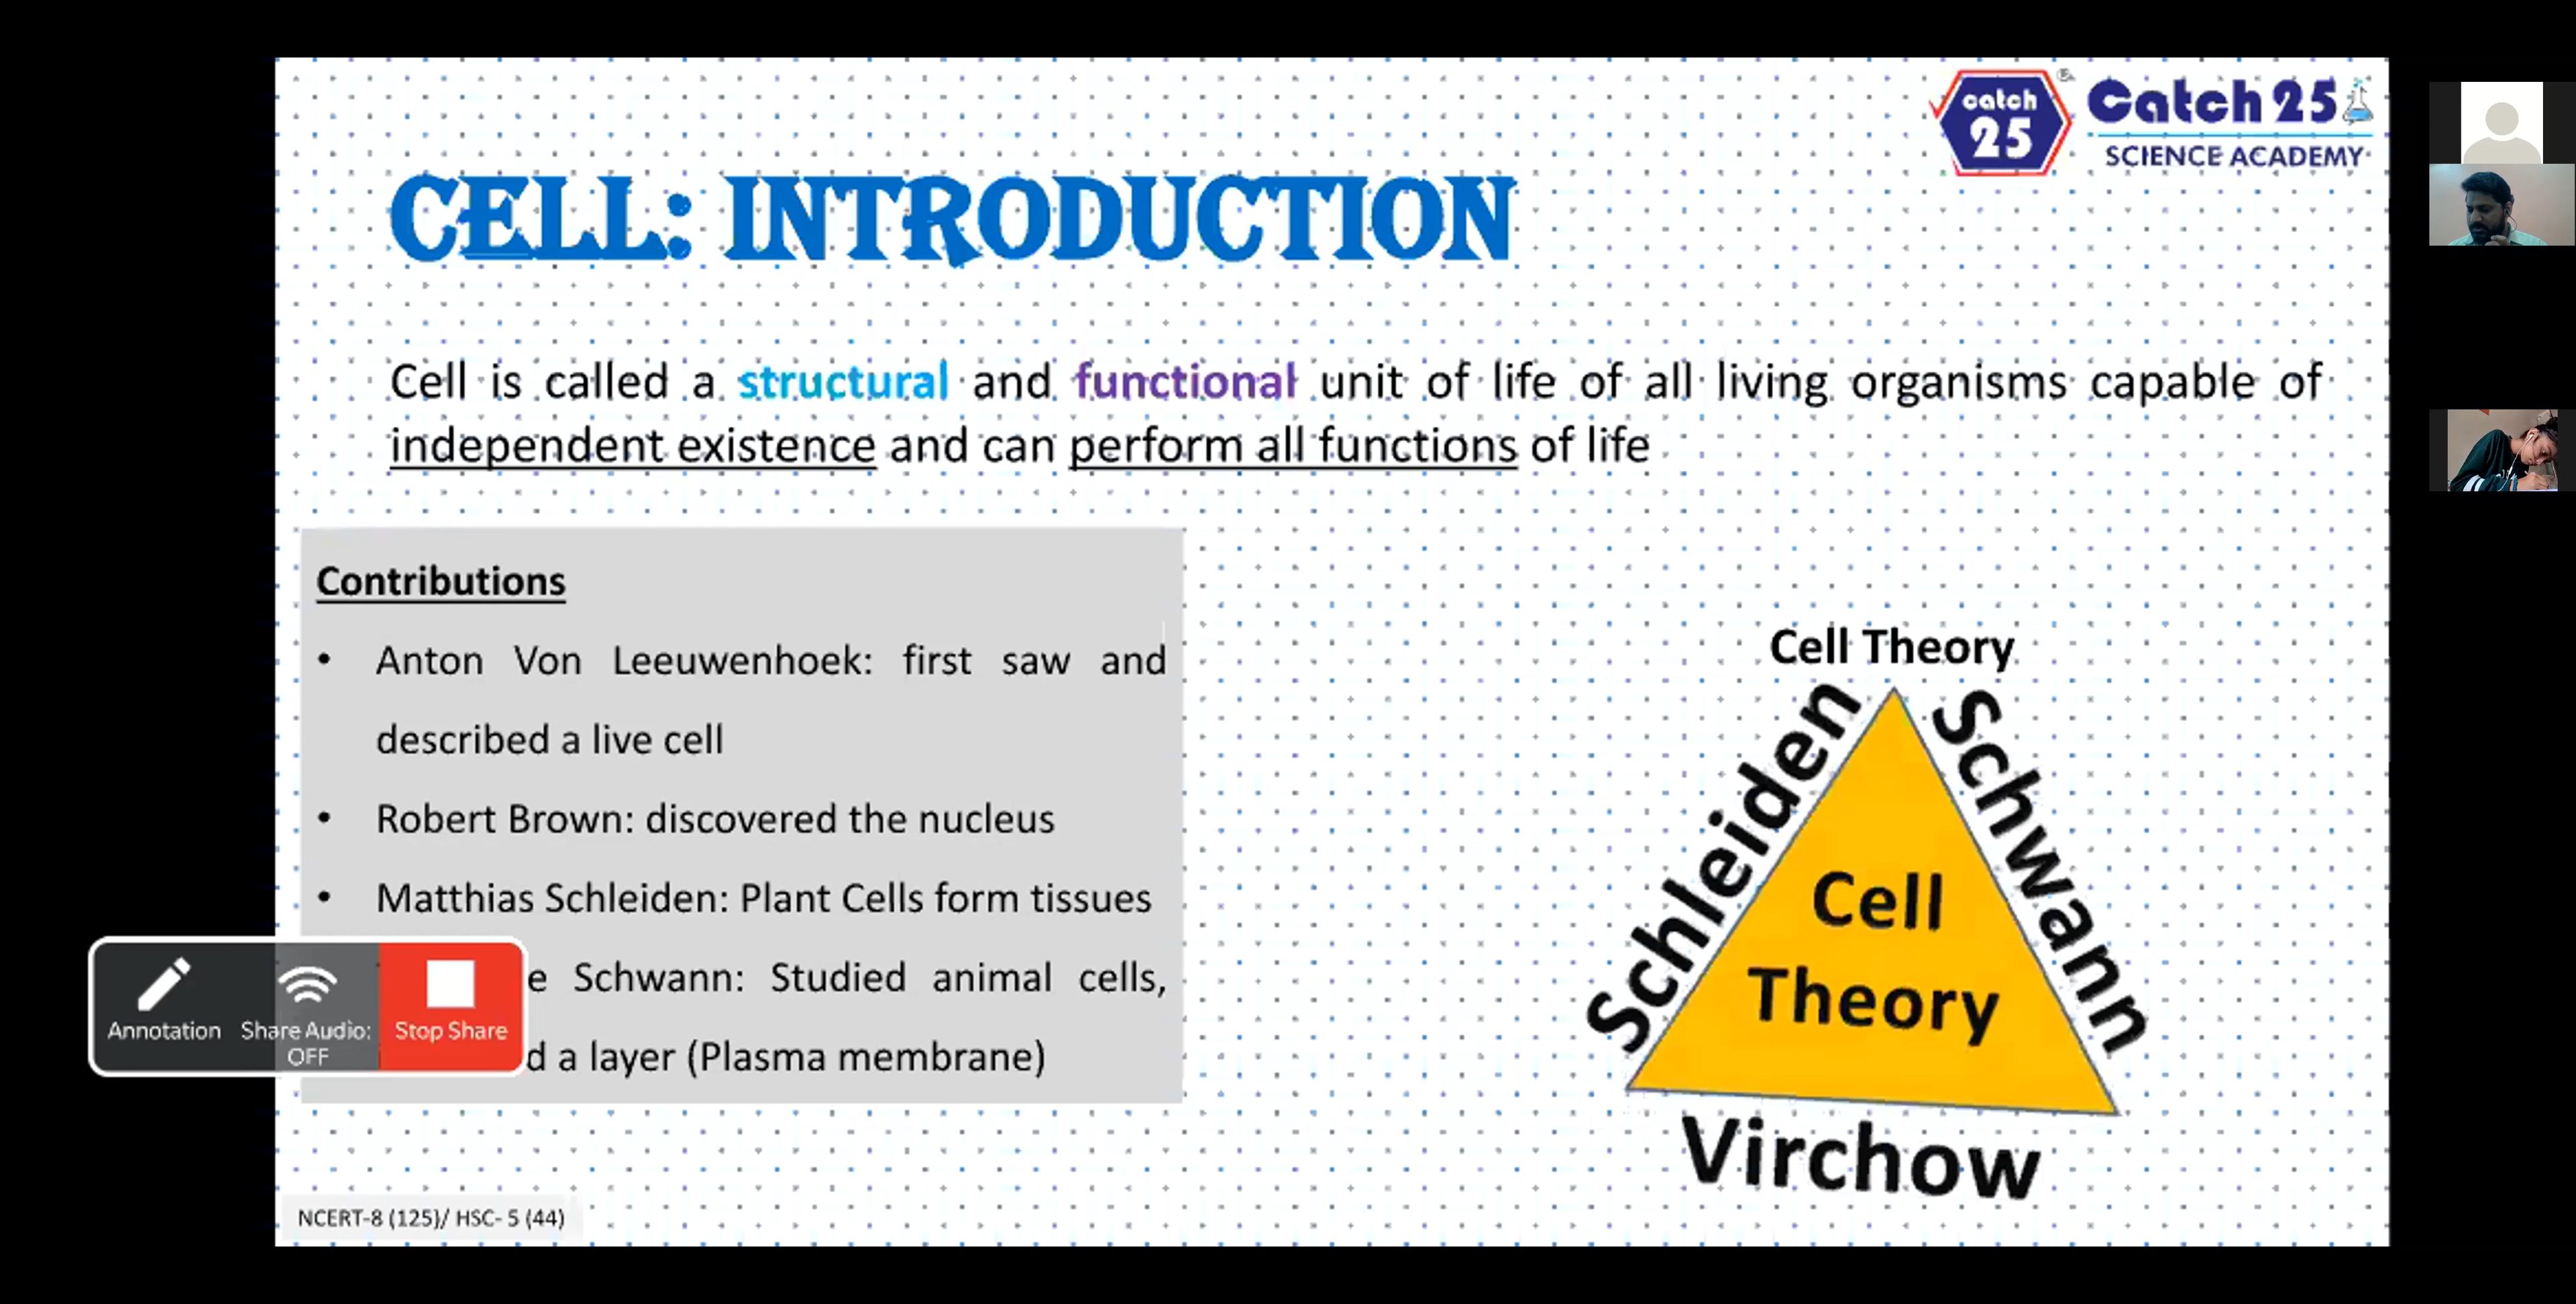 catch
25
®
Catch 25
SCIENCE ACADEMY
CELL: INTRODUCTION
Cell is called a structural and functional unit of life of all living organisms capable of
independent existence and can perform all functions of life
Contributions
• Anton Von Leeuwenhoek: first saw and
described a live cell
• Robert Brown: discovered the nucleus
• Matthias Schleiden: Plant Cells form tissues
e Schwann: Studied animal cells,
d a layer (Plasma membrane)
Annotation
Share Audio:
OFF
Stop Share
Cell Theory
Schleiden
Schwann
Cell
Theory
Virchow
NCERT-8 (125)/ HSC- 5 (44)